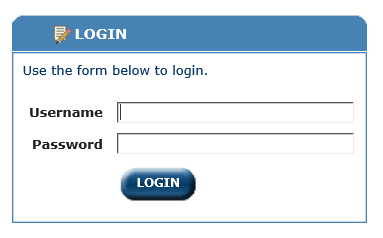 LOGIN
Use the form below to login.
Username
Password
LOGIN